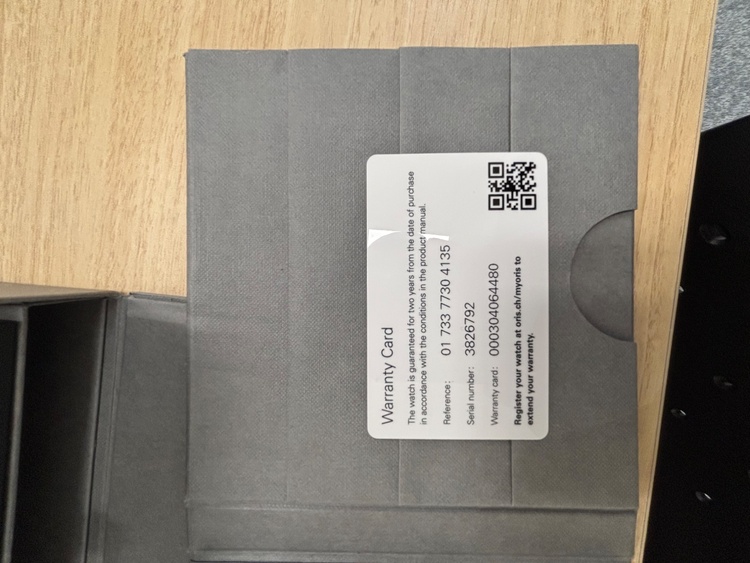 Warranty Card
The watch is guaranteed for two years from the date of purchase
in accordance with the conditions in the product manual.
Reference: 01 733 7730 4135
Serial number: 3826792
Warranty card: 000304064480
Register your watch at oris.ch/myoris to
extend your warranty.